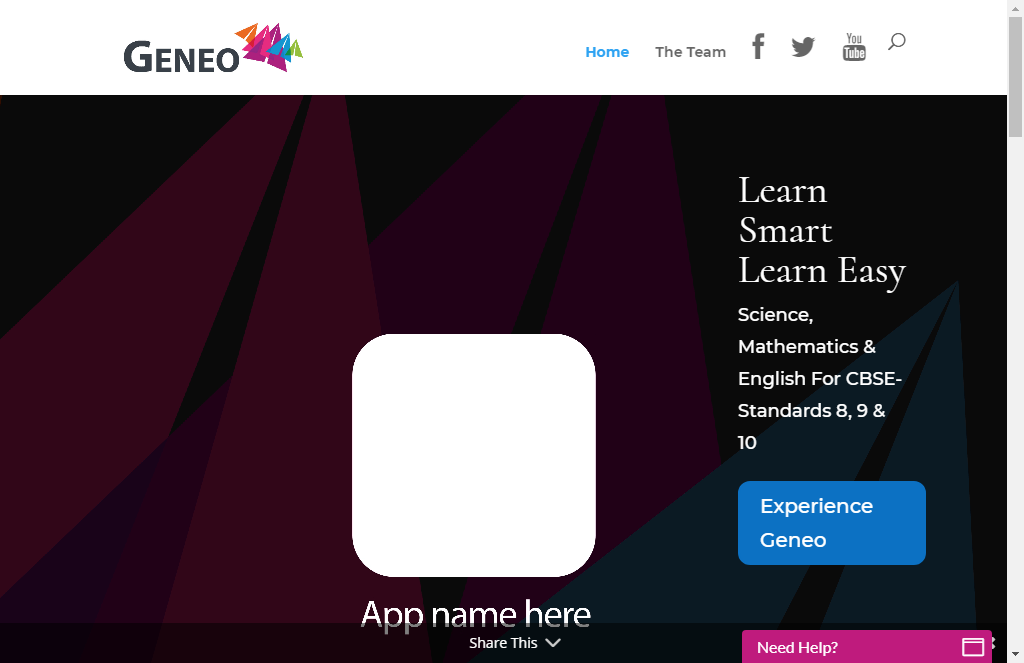 GENEO
Home
The Team
You
Tube
Learn
Smart
Learn Easy
Science,
Mathematics &
English For CBSE-
Standards 8, 9 &
10
Experience
Geneo
App name here
Share This
Need Help?